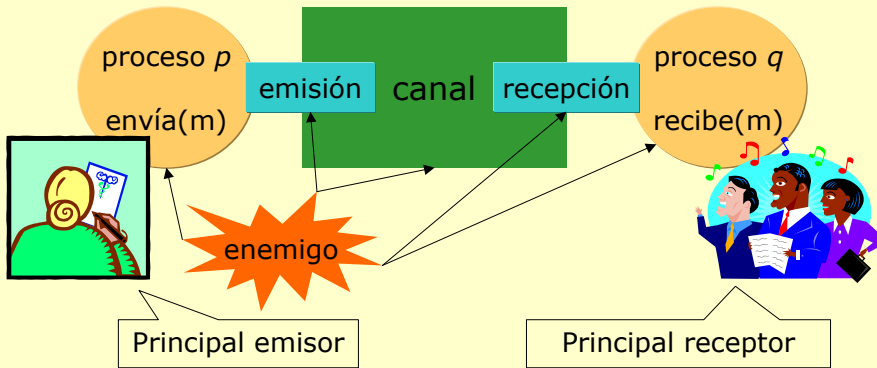 proceso p
envía(m)
emisión
canal
recepción
proceso q
recibe(m)
enemigo
Principal emisor
Principal receptor